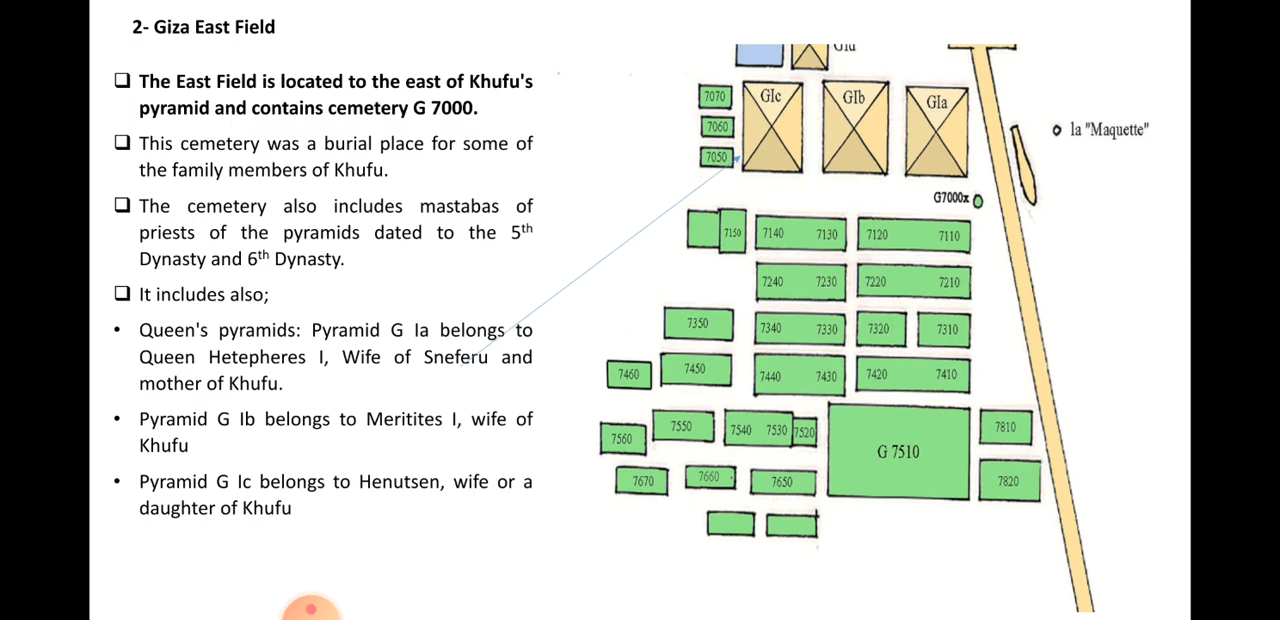 2- Giza East Field
❑ The East Field is located to the east of Khufu's
pyramid and contains cemetery G 7000.
❑ This cemetery was a burial place for some of
the family members of Khufu.
❑ The cemetery also includes mastabas of
priests of the pyramids dated to the 5th
Dynasty and 6th Dynasty.
❑ It includes also;
• Queen's pyramids: Pyramid G Ia belongs to
Queen Hetepheres I, Wife of Sneferu and
mother of Khufu.
• Pyramid G Ib belongs to Meritites I, wife of
Khufu
• Pyramid G Ic belongs to Henutsen, wife or a
daughter of Khufu
7070 GIc GIb GIa
7060
7050
la "Maquette"
G7000x
7150 7140 7130 7120 7110
7240 7230 7220 7210
7350 7340 7330 7320 7310
7460 7450 7440 7430 7420 7410
7560 7550 7540 7530 7520 G 7510 7810
7670 7660 7650 7820